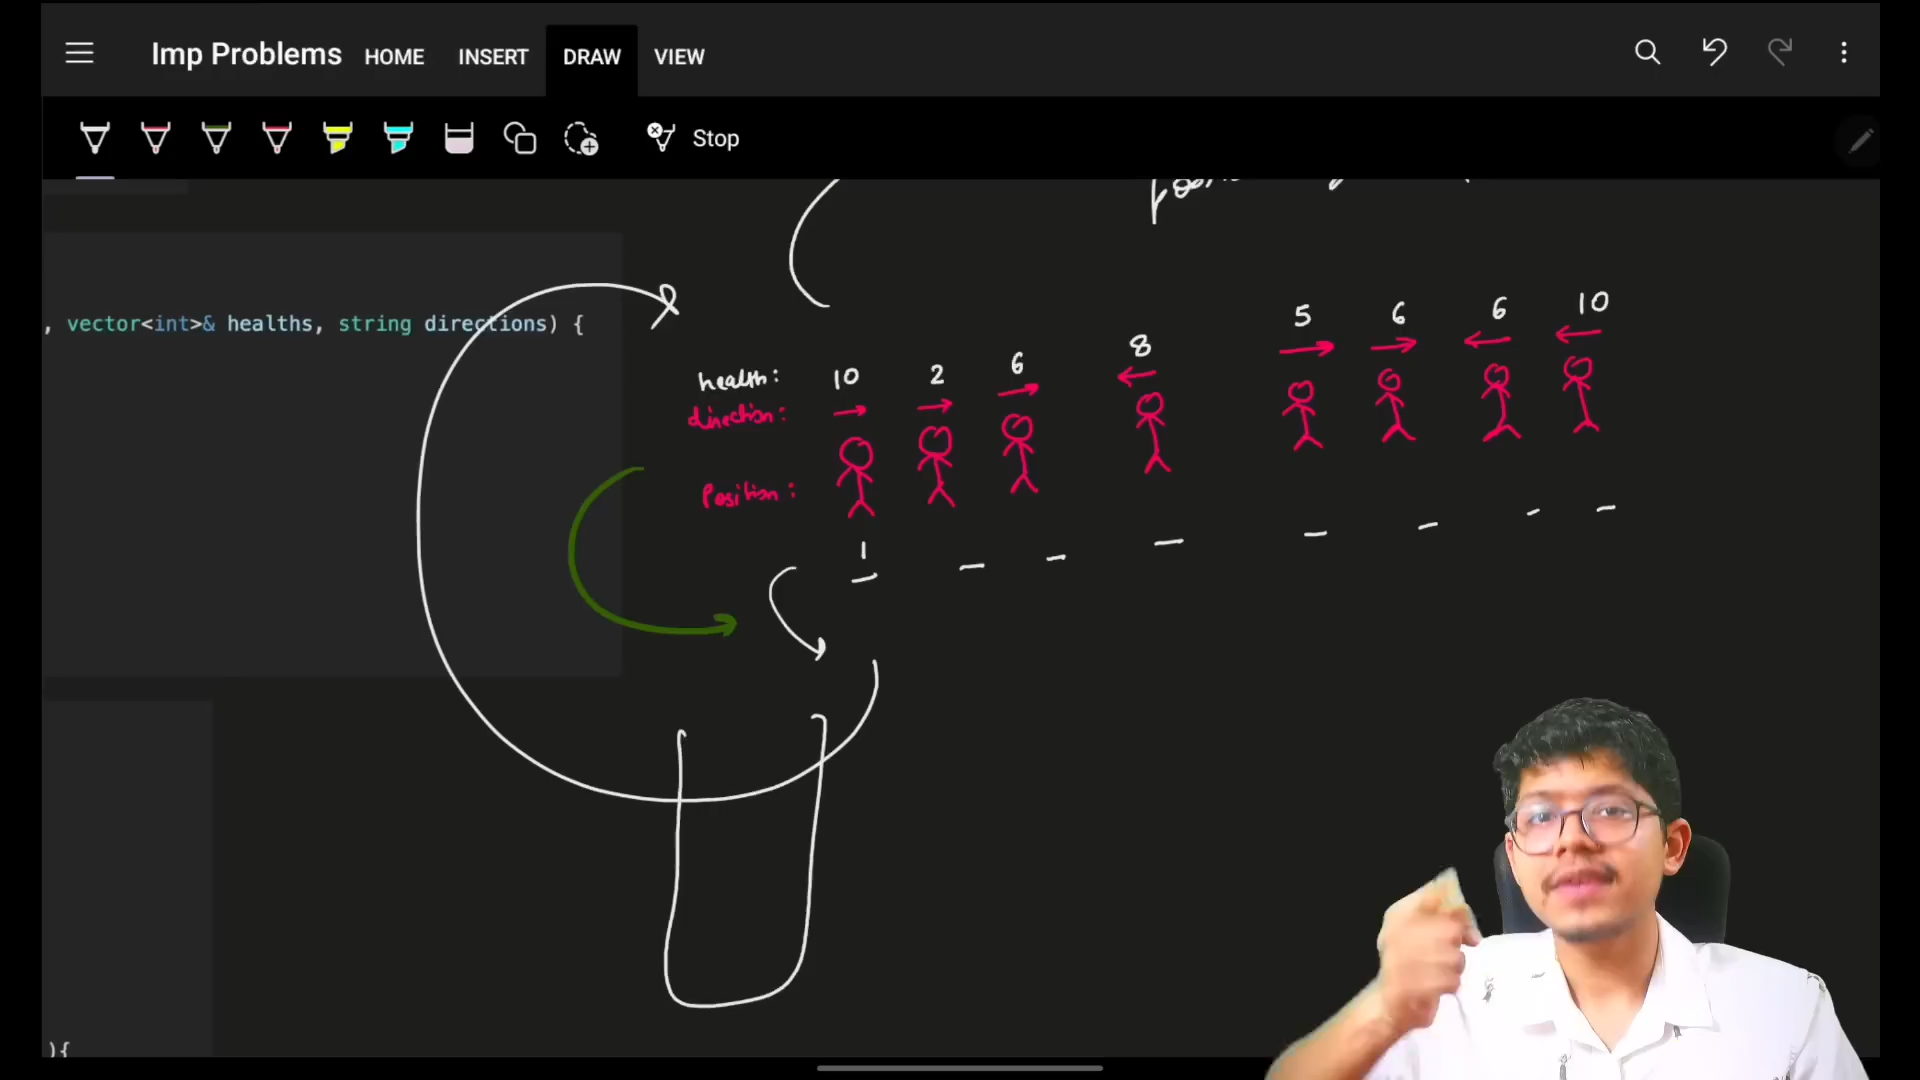 Imp Problems HOME INSERT DRAW VIEW
Stop
, vector<int>& healths, string directions) {
5 6 6 10
health: 10 2 6 8
direction:
Position:
1
){